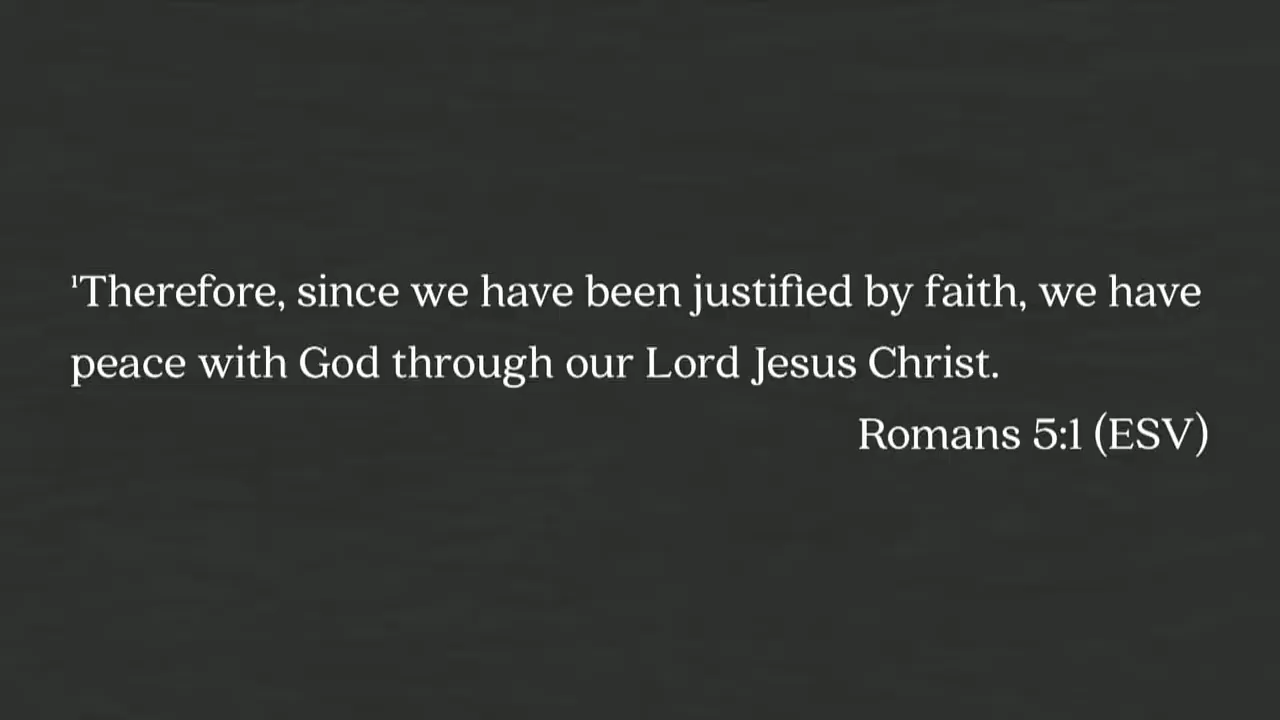 ¹Therefore, since we have been justified by faith, we have
peace with God through our Lord Jesus Christ.
Romans 5:1 (ESV)